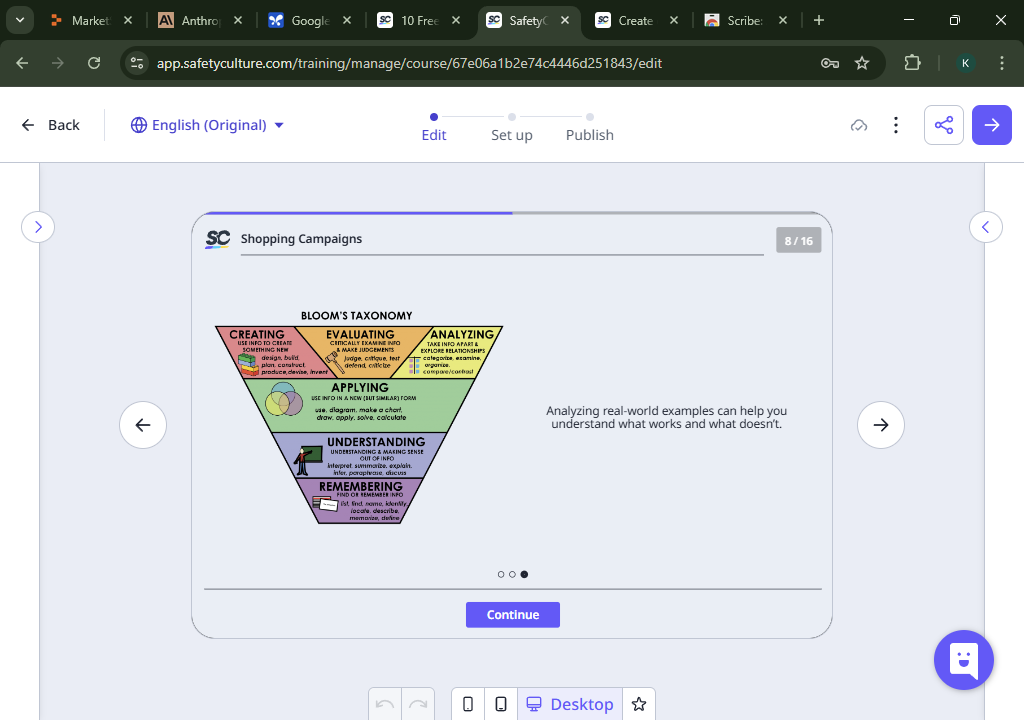 Market
Anthrop
Google
10 Free
SafetyC
Create
Scribe:
app.safetyculture.com/training/manage/course/67e06a1b2e74c4446d251843/edit
K
Back
English (Original)
Edit
Set up
Publish
SC
Shopping Campaigns
8 / 16
BLOOM'S TAXONOMY
CREATING
USE INFO TO CREATE
SOMETHING NEW
design, build,
plan, construct,
produce,devise, invent
EVALUATING
CRITICALLY EXAMINE INFO
& MAKE JUDGEMENTS
judge, critique, test
defend, criticize
ANALYZING
TAKE INFO APART &
EXPLORE RELATIONSHIPS
categorize, examine,
organize,
compare/contrast
APPLYING
USE INFO IN A NEW (BUT SIMILAR) FORM
use, diagram, make a chart,
draw, apply, solve, calculate
UNDERSTANDING
UNDERSTANDING & MAKING SENSE
OUT OF INFO
interpret, summarize, explain,
infer, paraphrase, discuss
REMEMBERING
FIND OR REMEMBER INFO
list, find, name, identify,
locate, describe,
memorize, define
Analyzing real-world examples can help you
understand what works and what doesn't.
Continue
Desktop